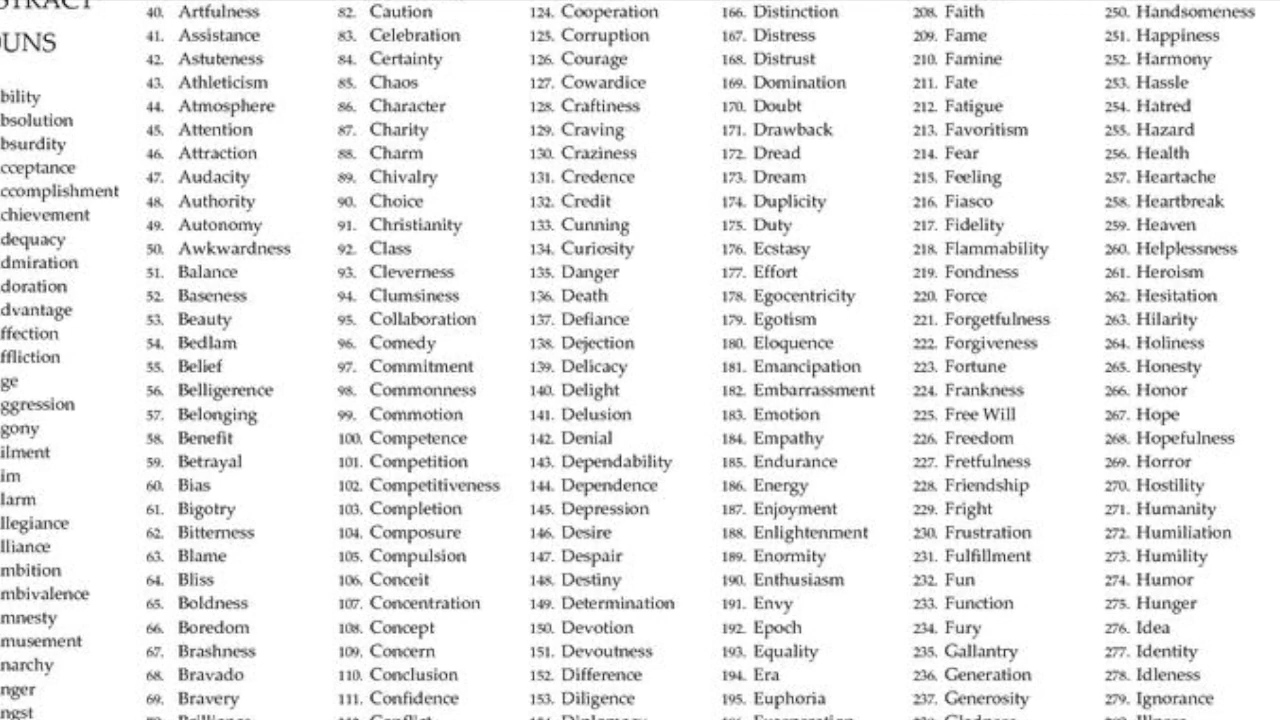 STRACT
OUNS
bility
bsolution
bsurdity
cceptance
ccomplishment
chievement
dequacy
dmiration
doration
dvantage
ffection
ffliction
ge
ggression
gony
ilment
im
larm
llegiance
lliance
mbition
mbivalence
mnesty
musement
narchy
nger
ngst
40. Artfulness
41. Assistance
42. Astuteness
43. Athleticism
44. Atmosphere
45. Attention
46. Attraction
47. Audacity
48. Authority
49. Autonomy
50. Awkwardness
51. Balance
52. Baseness
53. Beauty
54. Bedlam
55. Belief
56. Belligerence
57. Belonging
58. Benefit
59. Betrayal
60. Bias
61. Bigotry
62. Bitterness
63. Blame
64. Bliss
65. Boldness
66. Boredom
67. Brashness
68. Bravado
69. Bravery
82. Caution
83. Celebration
84. Certainty
85. Chaos
86. Character
87. Charity
88. Charm
89. Chivalry
90. Choice
91. Christianity
92. Class
93. Cleverness
94. Clumsiness
95. Collaboration
96. Comedy
97. Commitment
98. Commonness
99. Commotion
100. Competence
101. Competition
102. Competitiveness
103. Completion
104. Composure
105. Compulsion
106. Conceit
107. Concentration
108. Concept
109. Concern
110. Conclusion
111. Confidence
124. Cooperation
125. Corruption
126. Courage
127. Cowardice
128. Craftiness
129. Craving
130. Craziness
131. Credence
132. Credit
133. Cunning
134. Curiosity
135. Danger
136. Death
137. Defiance
138. Dejection
139. Delicacy
140. Delight
141. Delusion
142. Denial
143. Dependability
144. Dependence
145. Depression
146. Desire
147. Despair
148. Destiny
149. Determination
150. Devotion
151. Devoutness
152. Difference
153. Diligence
166. Distinction
167. Distress
168. Distrust
169. Domination
170. Doubt
171. Drawback
172. Dread
173. Dream
174. Duplicity
175. Duty
176. Ecstasy
177. Effort
178. Egocentricity
179. Egotism
180. Eloquence
181. Emancipation
182. Embarrassment
183. Emotion
184. Empathy
185. Endurance
186. Energy
187. Enjoyment
188. Enlightenment
189. Enormity
190. Enthusiasm
191. Envy
192. Epoch
193. Equality
194. Era
195. Euphoria
208. Faith
209. Fame
210. Famine
211. Fate
212. Fatigue
213. Favoritism
214. Fear
215. Feeling
216. Fiasco
217. Fidelity
218. Flammability
219. Fondness
220. Force
221. Forgetfulness
222. Forgiveness
223. Fortune
224. Frankness
225. Free Will
226. Freedom
227. Fretfulness
228. Friendship
229. Fright
230. Frustration
231. Fulfillment
232. Fun
233. Function
234. Fury
235. Gallantry
236. Generation
237. Generosity
250. Handsomeness
251. Happiness
252. Harmony
253. Hassle
254. Hatred
255. Hazard
256. Health
257. Heartache
258. Heartbreak
259. Heaven
260. Helplessness
261. Heroism
262. Hesitation
263. Hilarity
264. Holiness
265. Honesty
266. Honor
267. Hope
268. Hopefulness
269. Horror
270. Hostility
271. Humanity
272. Humiliation
273. Humility
274. Humor
275. Hunger
276. Idea
277. Identity
278. Idleness
279. Ignorance